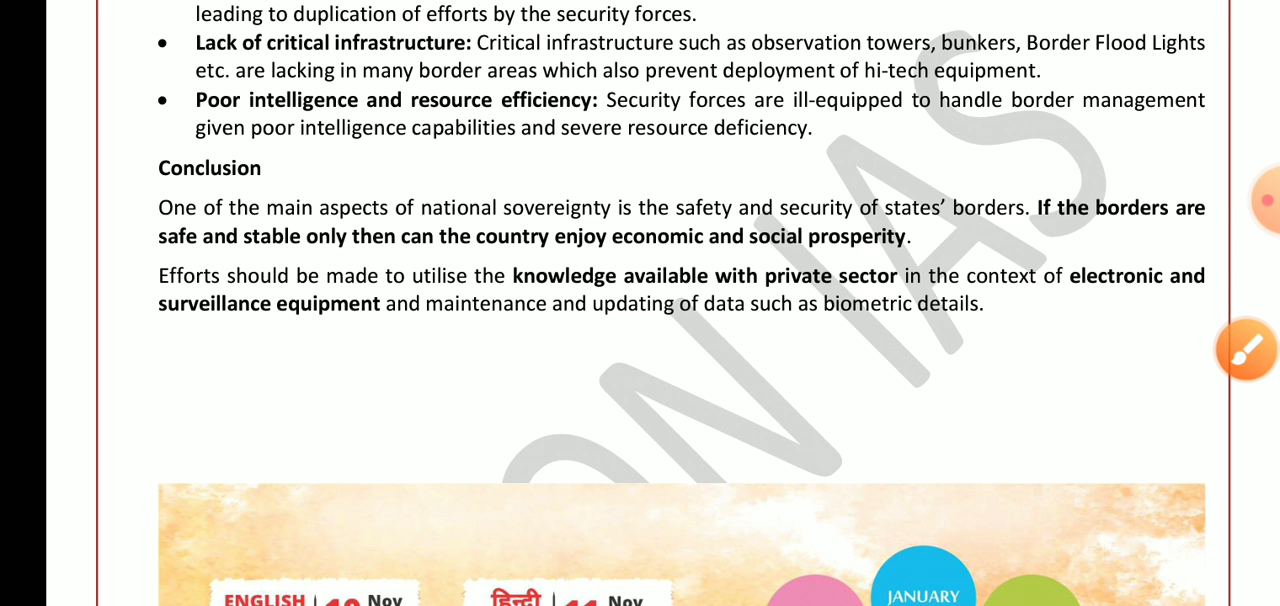 leading to duplication of efforts by the security forces.
• Lack of critical infrastructure: Critical infrastructure such as observation towers, bunkers, Border Flood Lights
etc. are lacking in many border areas which also prevent deployment of hi-tech equipment.
• Poor intelligence and resource efficiency: Security forces are ill-equipped to handle border management
given poor intelligence capabilities and severe resource deficiency.
Conclusion
One of the main aspects of national sovereignty is the safety and security of states’ borders. If the borders are
safe and stable only then can the country enjoy economic and social prosperity.
Efforts should be made to utilise the knowledge available with private sector in the context of electronic and
surveillance equipment and maintenance and updating of data such as biometric details.
ON IAS
JANUARY
ENGLISH | 10 Nov हिन्दी | 11 Nov